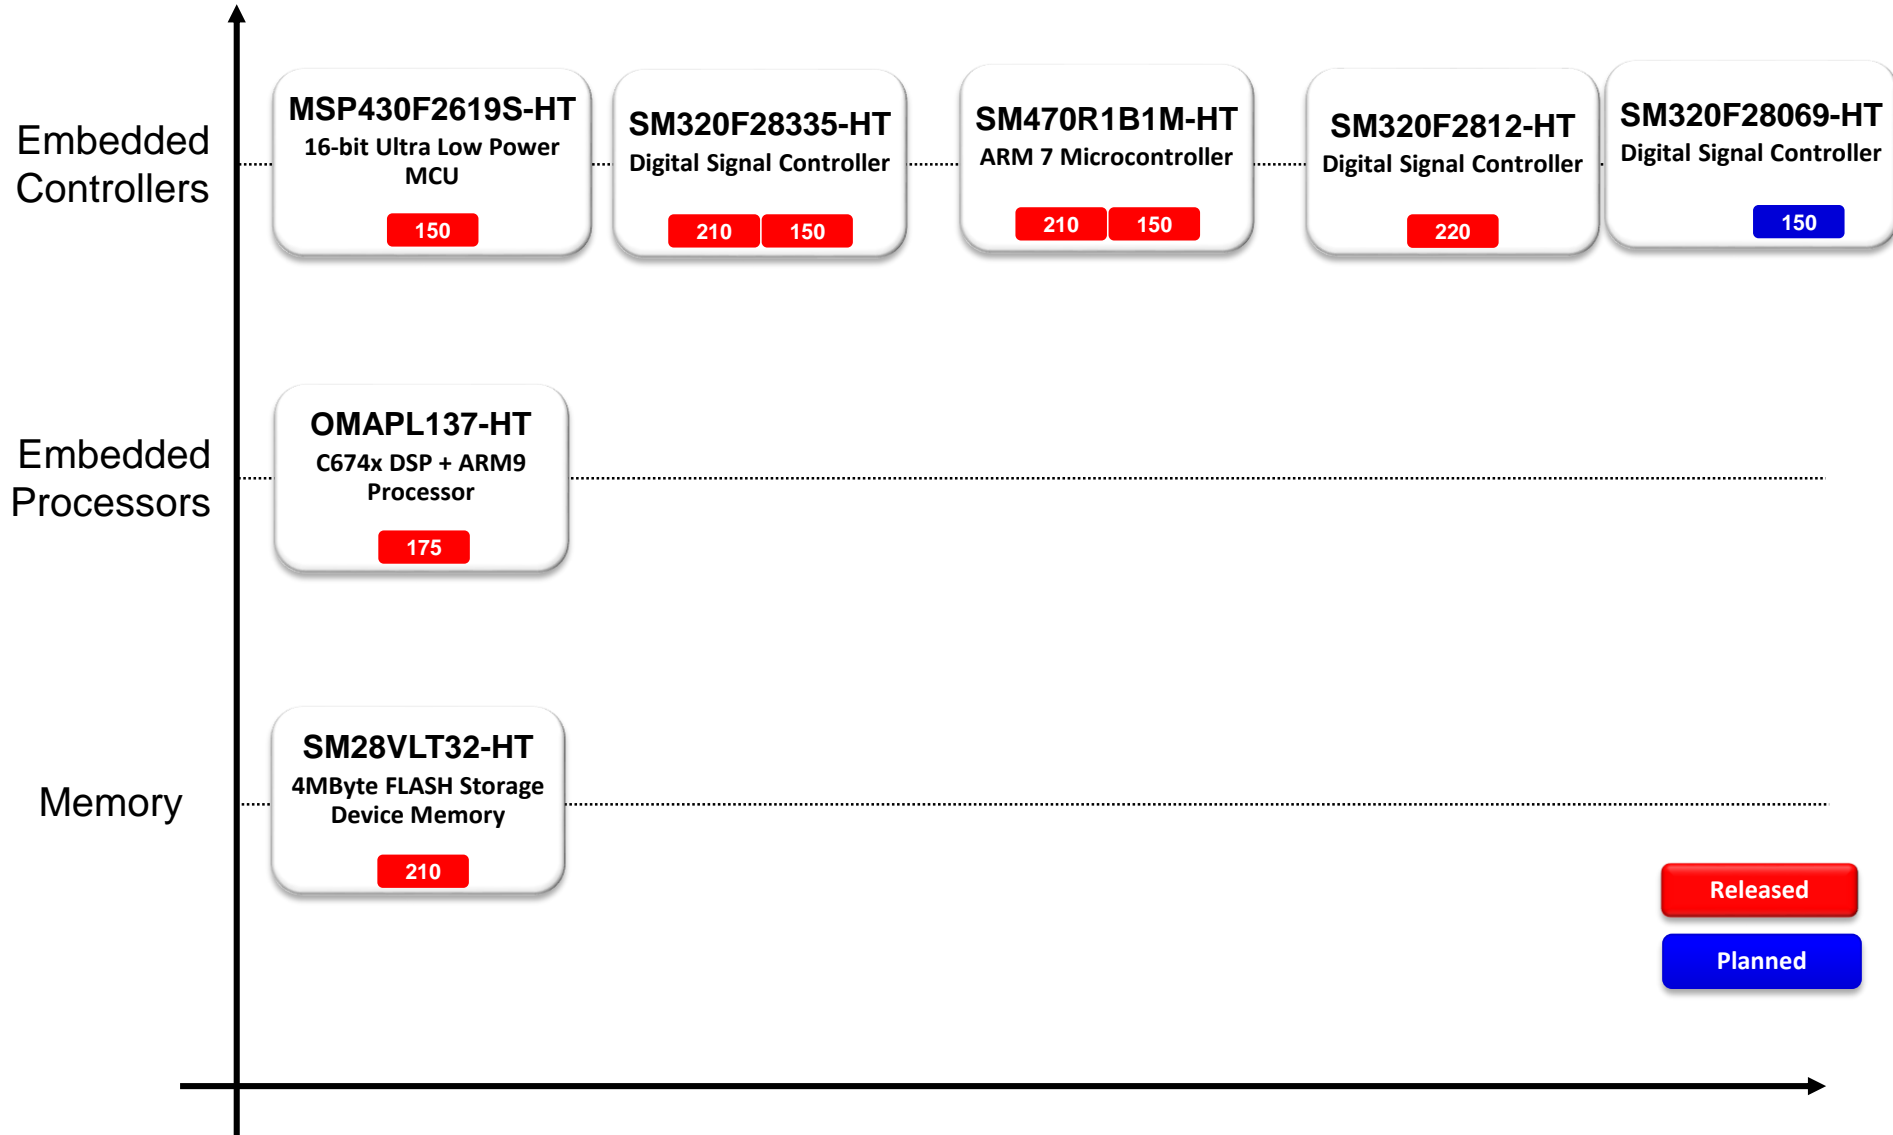 Embedded
Controllers
MSP430F2619S-HT
16-bit Ultra Low Power
MCU
150
SM320F28335-HT
Digital Signal Controller
210 150
SM470R1B1M-HT
ARM 7 Microcontroller
210 150
SM320F2812-HT
Digital Signal Controller
220
SM320F28069-HT
Digital Signal Controller
150
Embedded
Processors
OMAPL137-HT
C674x DSP + ARM9
Processor
175
Memory
SM28VLT32-HT
4MByte FLASH Storage
Device Memory
210
Released
Planned